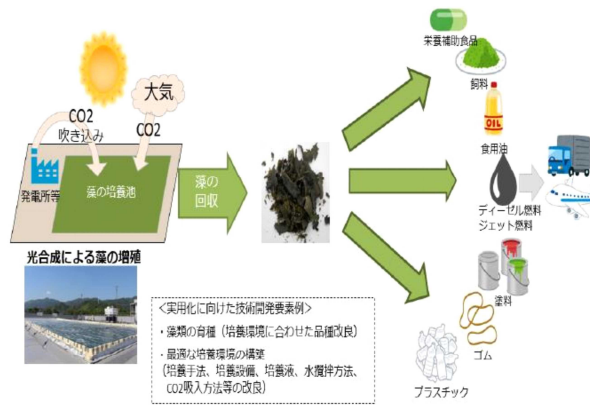 大気
CO2
吹き込み
CO2
発電所等
藻の培養池
光合成による藻の増殖
藻の
回収
栄養補助食品
飼料
OIL
食用油
ディーゼル燃料
ジェット燃料
塗料
ゴム
プラスチック
<実用化に向けた技術開発要素例>
・藻類の育種（培養環境に合わせた品種改良）
・最適な培養環境の構築
（培養手法、培養設備、培養液、水攪拌方法、
CO2吸入方法等の改良）